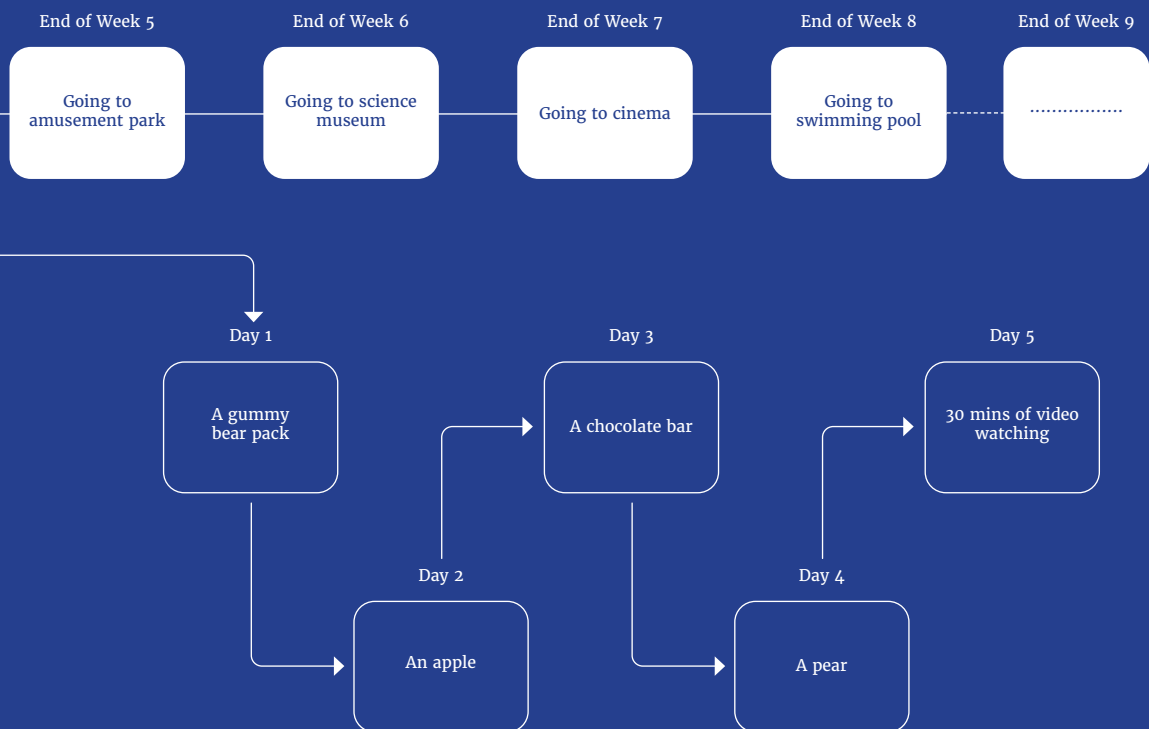 End of Week 5
End of Week 6
End of Week 7
End of Week 8
End of Week 9
Going to
amusement park
Going to science
museum
Going to cinema
Going to
swimming pool
.................
Day 1
Day 3
Day 5
A gummy
bear pack
A chocolate bar
30 mins of video
watching
Day 2
Day 4
An apple
A pear